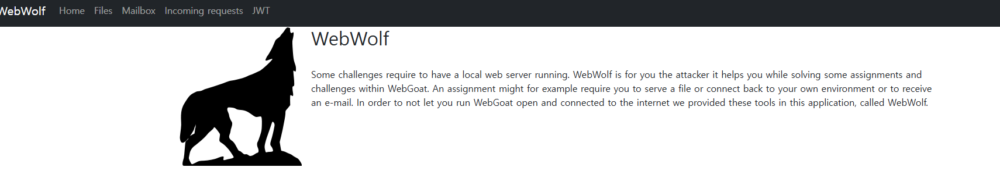 WebWolf Home Files Mailbox Incoming requests JWT
WebWolf
Some challenges require to have a local web server running. WebWolf is for you the attacker it helps you while solving some assignments and
challenges within WebGoat. An assignment might for example require you to serve a file or connect back to your own environment or to receive
an e-mail. In order to not let you run WebGoat open and connected to the internet we provided these tools in this application, called WebWolf.